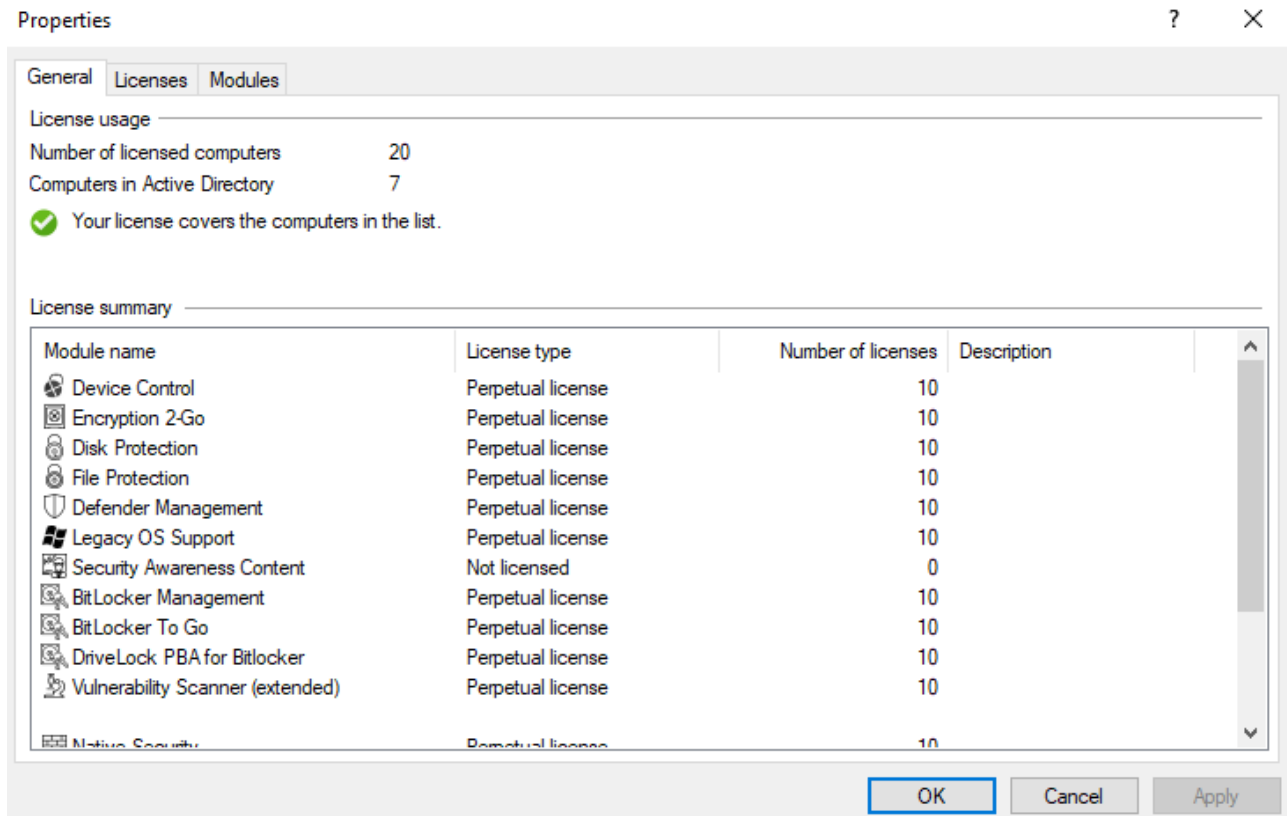 Properties ?
General Licenses Modules
License usage
Number of licensed computers 20
Computers in Active Directory 7
Your license covers the computers in the list.
License summary
Module name License type Number of licenses Description
Device Control Perpetual license 10
Encryption 2-Go Perpetual license 10
Disk Protection Perpetual license 10
File Protection Perpetual license 10
Defender Management Perpetual license 10
Legacy OS Support Perpetual license 10
Security Awareness Content Not licensed 0
BitLocker Management Perpetual license 10
BitLocker To Go Perpetual license 10
DriveLock PBA for Bitlocker Perpetual license 10
Vulnerability Scanner (extended) Perpetual license 10
Native Security Perpetual license 10
OK Cancel Apply